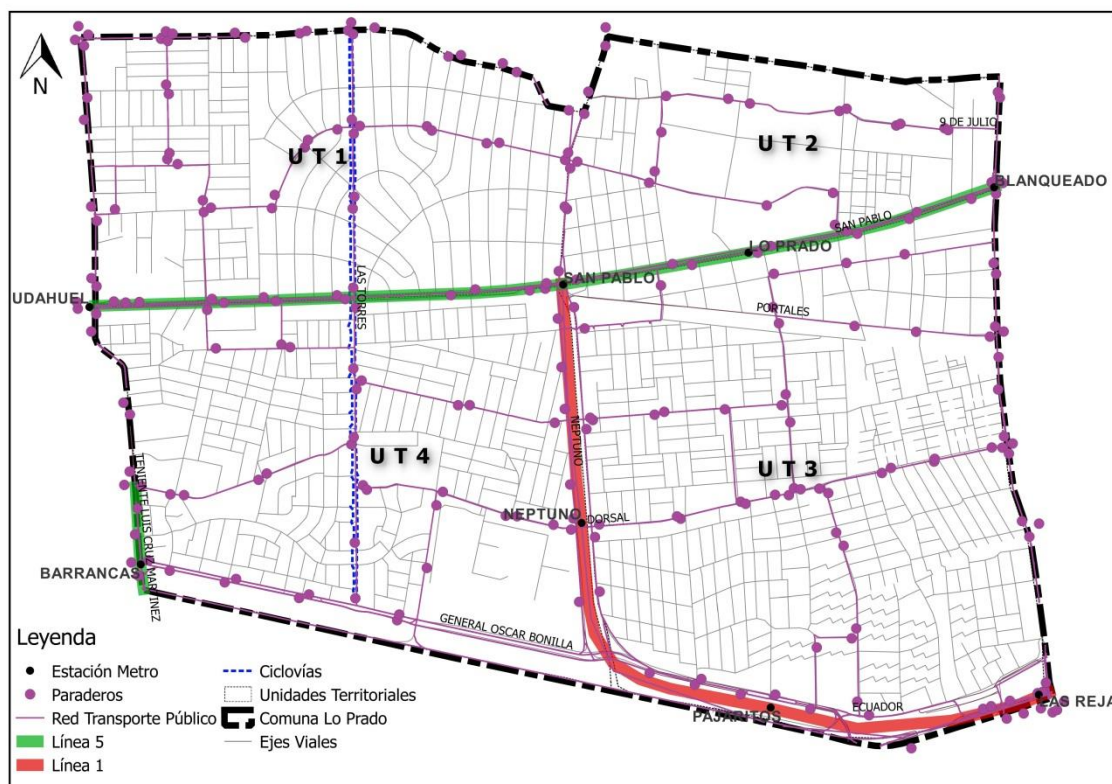 N
9 DE JULIO
U T 1
U T 2
BLANQUEADO
SAN PABLO
LO PRADO
SAN PABLO
LAS TORRES
UDAHUEL
PORTALES
NEPTUNO
U T 4
U T 3
TENIENTE LUIS CRUZ MARTINEZ
NEPTUNO
DORSAL
BARRANCAS
GENERAL OSCAR BONILLA
LAS REJA
ECUADOR
PAJARITOS
Leyenda
Estación Metro
Paraderos
Red Transporte Público
Línea 5
Línea 1
Ciclovías
Unidades Territoriales
Comuna Lo Prado
Ejes Viales